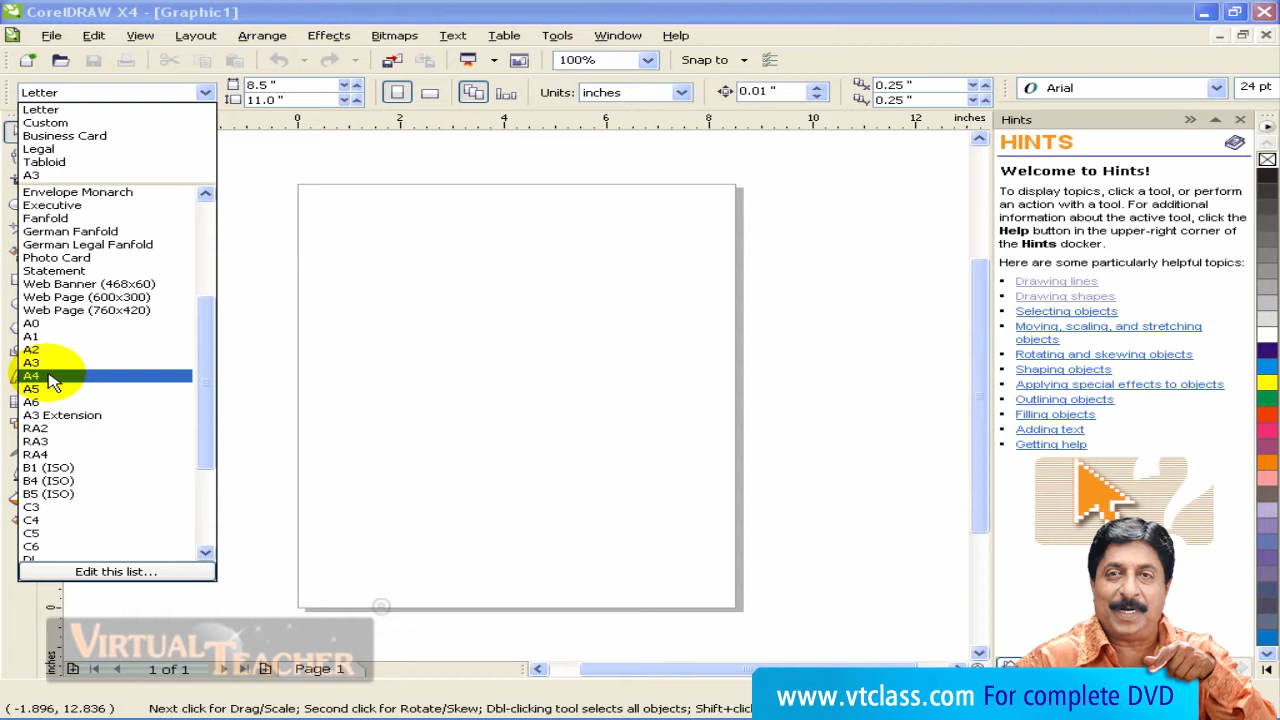 CorelDRAW X4 - [Graphic1]
File Edit View Layout Arrange Effects Bitmaps Text Table Tools Window Help
100% Snap to
Letter 8.5 " 11.0 " Units: inches 0.01 " 0.25 " 0.25 " O Arial 24 pt
Letter
Custom
Business Card
Legal
Tabloid
A3
Envelope Monarch
Executive
Fanfold
German Fanfold
German Legal Fanfold
Photo Card
Statement
Web Banner (468x60)
Web Page (600x300)
Web Page (760x420)
A0
A1
A2
A3
A4
A5
A6
A3 Extension
RA2
RA3
RA4
B1 (ISO)
B4 (ISO)
B5 (ISO)
C3
C4
C5
C6
Edit this list...
0 2 4 6 8 10 12 inches
0
inches
Hints
HINTS
Welcome to Hints!
To display topics, click a tool, or perform
an action with a tool. For additional
information about the active tool, click the
Help button in the upper-right corner of
the Hints docker.
Here are some particularly helpful topics:
Drawing lines
Drawing shapes
Selecting objects
Moving, scaling, and stretching
objects
Rotating and skewing objects
Shaping objects
Applying special effects to objects
Outlining objects
Filling objects
Adding text
Getting help
VIRTUAL TEACHER ®
1 of 1 Page 1
(-1.896, 12.836) Next click for Drag/Scale; Second click for Rotate/Skew; Dbl-clicking tool selects all objects; Shift+click
www.vtclass.com For complete DVD